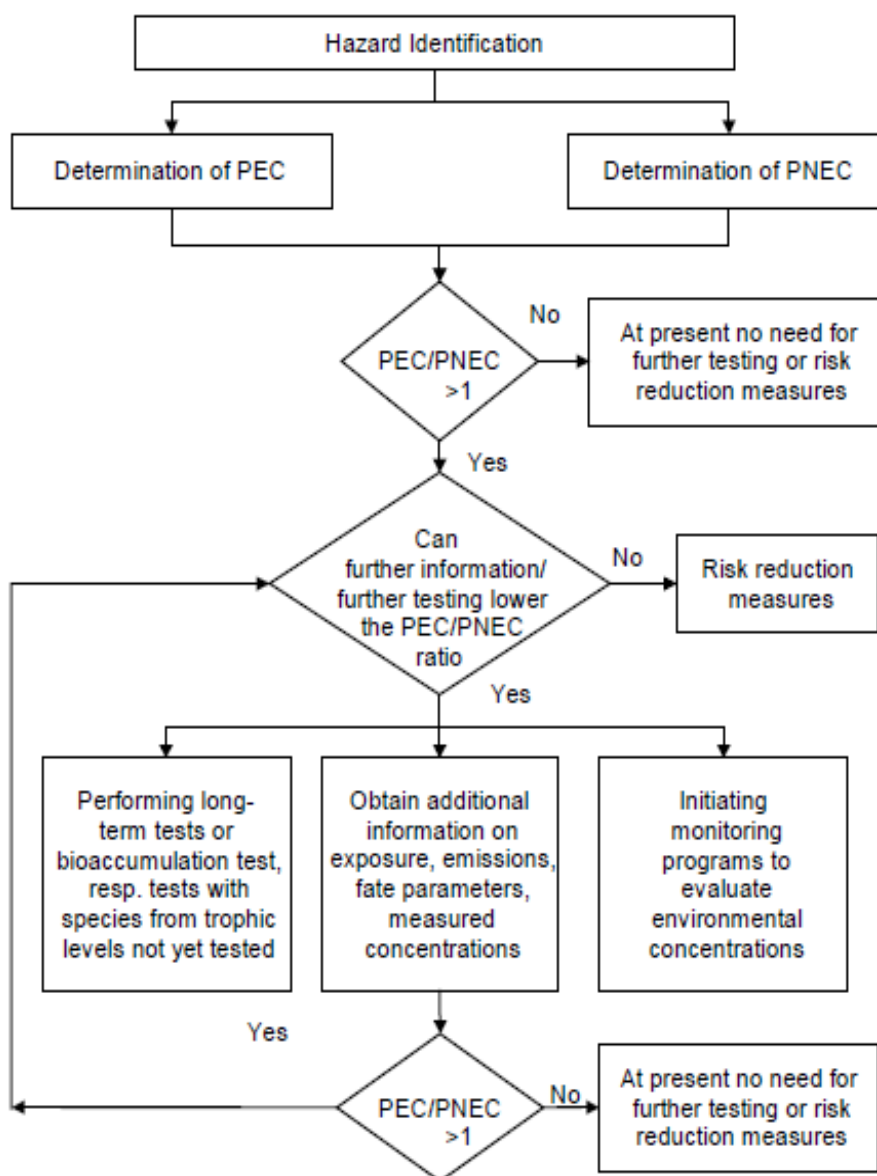 Hazard Identification
Determination of PEC
Determination of PNEC
PEC/PNEC
>1
No
At present no need for
further testing or risk
reduction measures
Yes
Can
further information/
further testing lower
the PEC/PNEC
ratio
No
Risk reduction
measures
Yes
Performing long-
term tests or
bioaccumulation test,
resp. tests with
species from trophic
levels not yet tested
Obtain additional
information on
exposure, emissions,
fate parameters,
measured
concentrations
Initiating
monitoring
programs to
evaluate
environmental
concentrations
Yes
PEC/PNEC
>1
No
At present no need for
further testing or risk
reduction measures